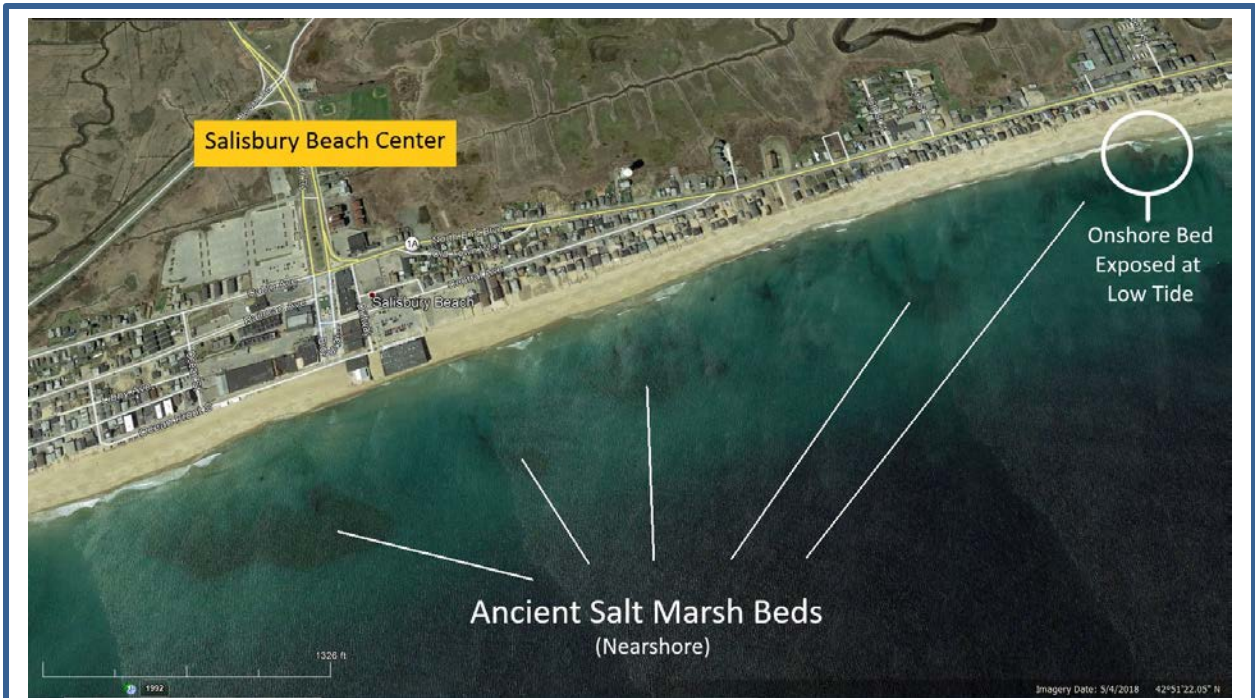 Salisbury Beach Center
1A
Salisbury Beach
Onshore Bed
Exposed at
Low Tide
Ancient Salt Marsh Beds
(Nearshore)
1326 ft
1992
Imagery Date: 5/4/2018 42°51'22.05" N